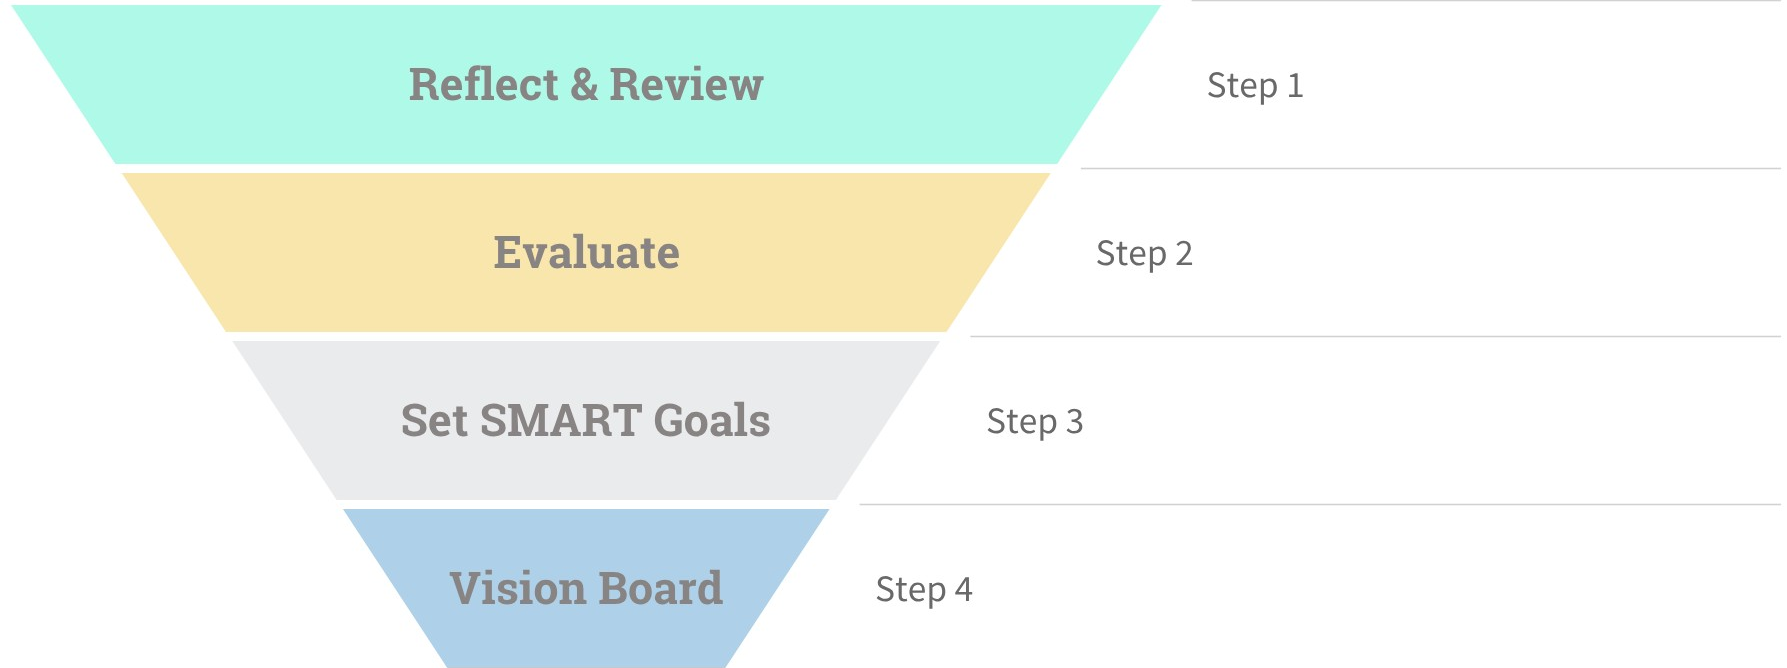 Reflect & Review
Step 1
Evaluate
Step 2
Set SMART Goals
Step 3
Vision Board
Step 4